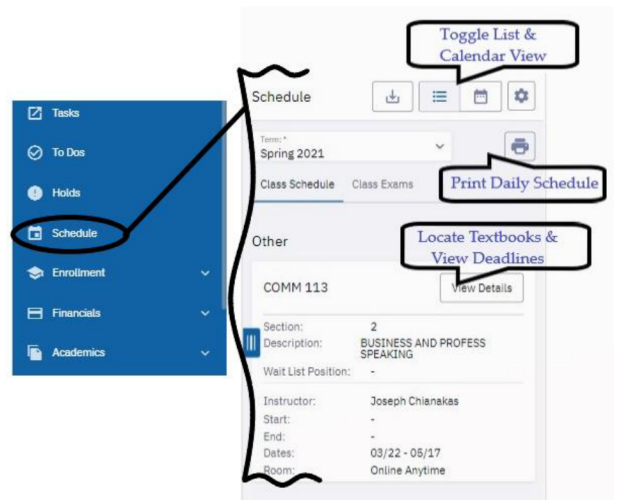 Toggle List &
Calendar View
Tasks
To Dos
Holds
Schedule
Enrollment
Financials
Academics
Schedule
Term: *
Spring 2021
Print Daily Schedule
Class Schedule Class Exams
Other
Locate Textbooks &
View Deadlines
COMM 113 View Details
Section: 2
Description: BUSINESS AND PROFESS
SPEAKING
Wait List Position: -
Instructor: Joseph Chianakas
Start: -
End: -
Dates: 03/22 - 05/17
Room: Online Anytime